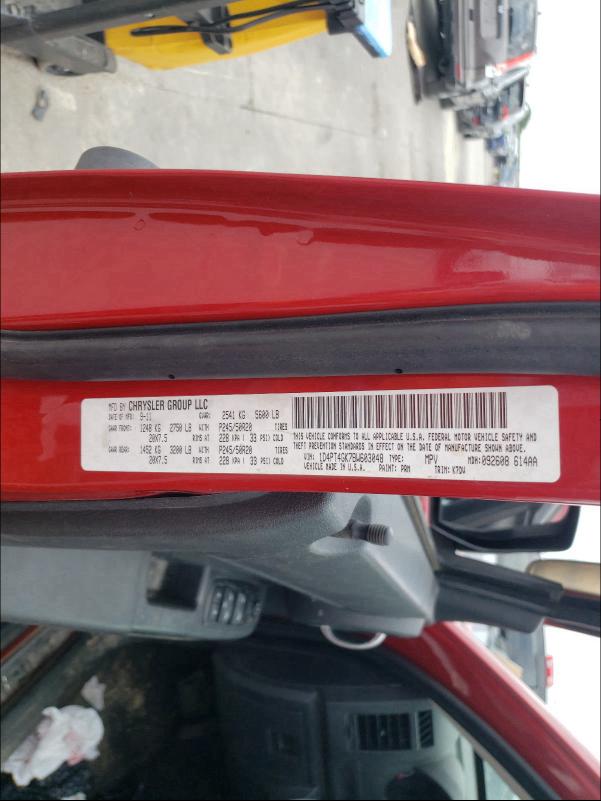 MFD BY CHRYSLER GROUP LLC
DATE OF MFR: 9-11 GVWR: 2541 KG 5600 LB
GAWR FRONT: 1248 KG 2750 LB WITH P245/50R20 TIRES
20X7.5 RIMS AT 228 KPA ( 33 PSI) COLD
GAWR REAR: 1452 KG 3200 LB WITH P245/50R20 TIRES
20X7.5 RIMS AT 228 KPA ( 33 PSI) COLD
THIS VEHICLE CONFORMS TO ALL APPLICABLE U.S.A. FEDERAL MOTOR VEHICLE SAFETY AND
THEFT PREVENTION STANDARDS IN EFFECT ON THE DATE OF MANUFACTURE SHOWN ABOVE.
VIN: 1D4PT4GK7BW603048 TYPE: MPV MDH: 092608 614AA
VEHICLE MADE IN U.S.A. PAINT: PRM TRIM: K7DV